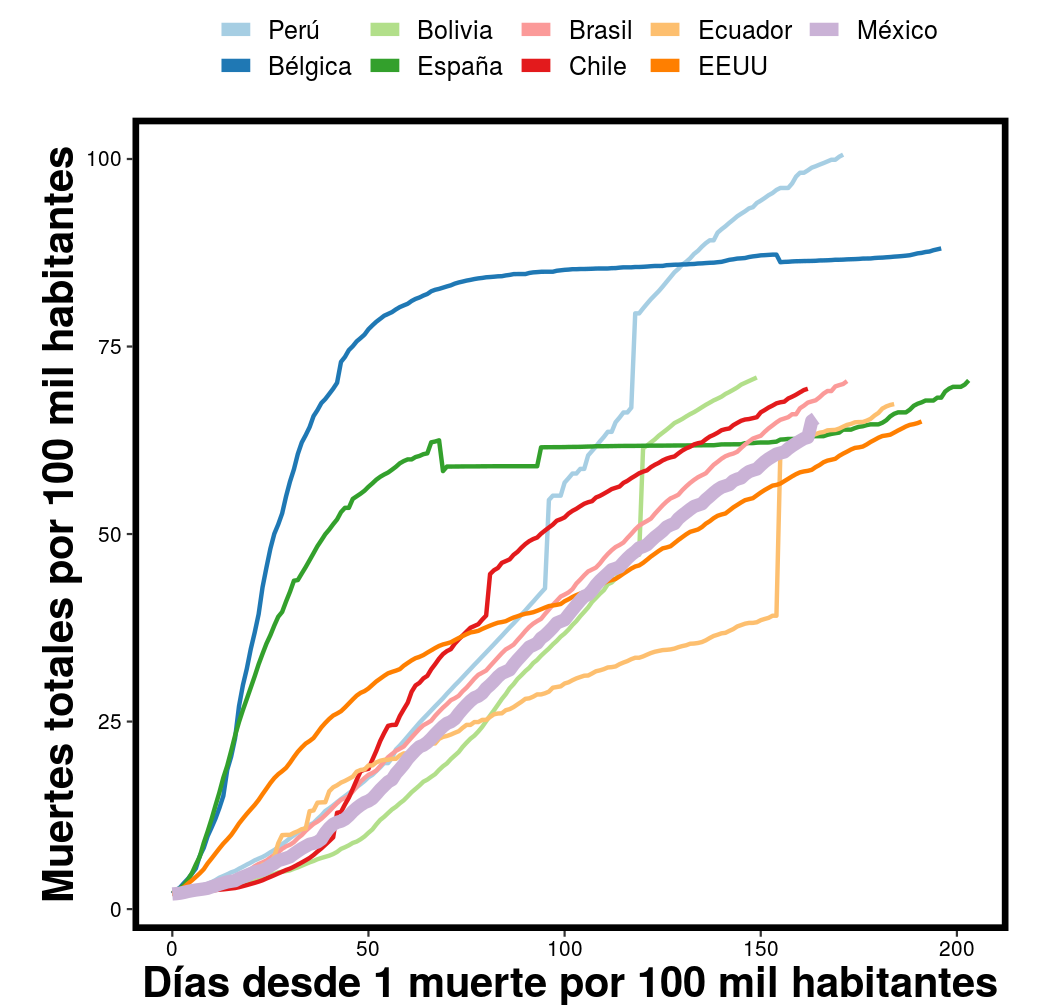 Perú Bolivia Brasil Ecuador México
Bélgica España Chile EEUU
Muertes totales por 100 mil habitantes
100
75
50
25
0
0 50 100 150 200
Días desde 1 muerte por 100 mil habitantes